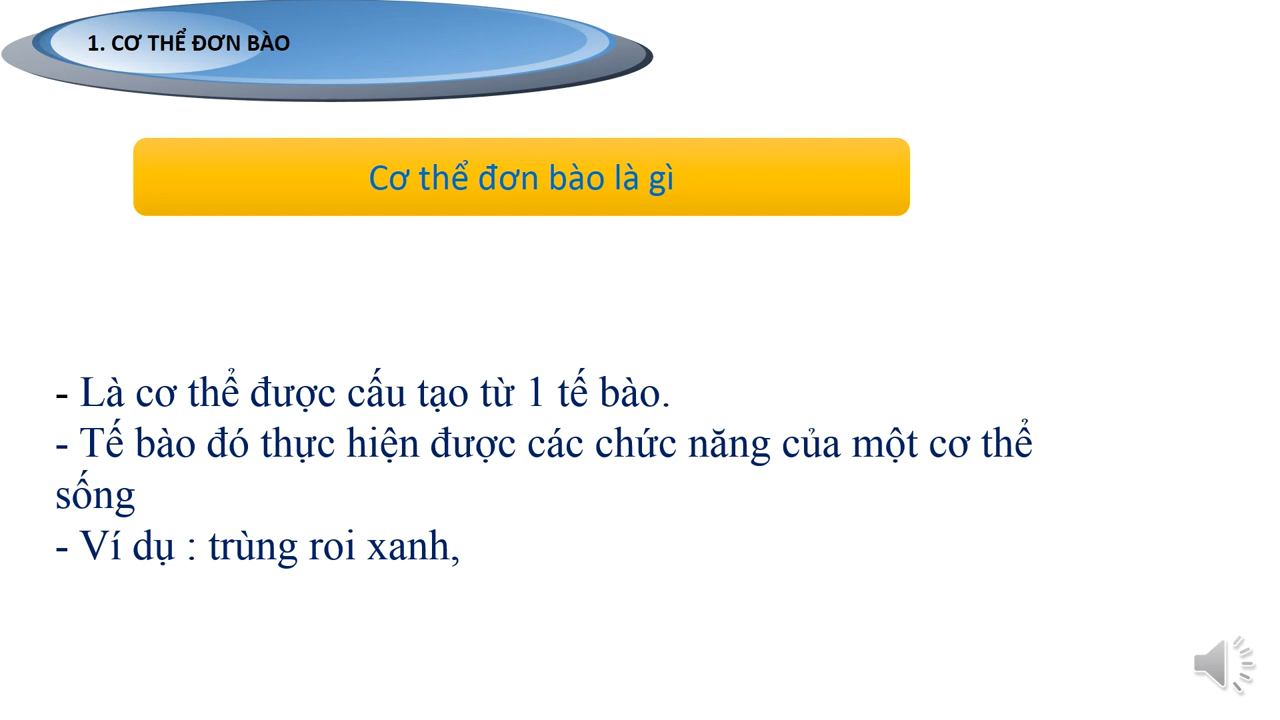 1. CƠ THỂ ĐƠN BÀO
Cơ thể đơn bào là gì
- Là cơ thể được cấu tạo từ 1 tế bào.
- Tế bào đó thực hiện được các chức năng của một cơ thể
sống
- Ví dụ : trùng roi xanh,